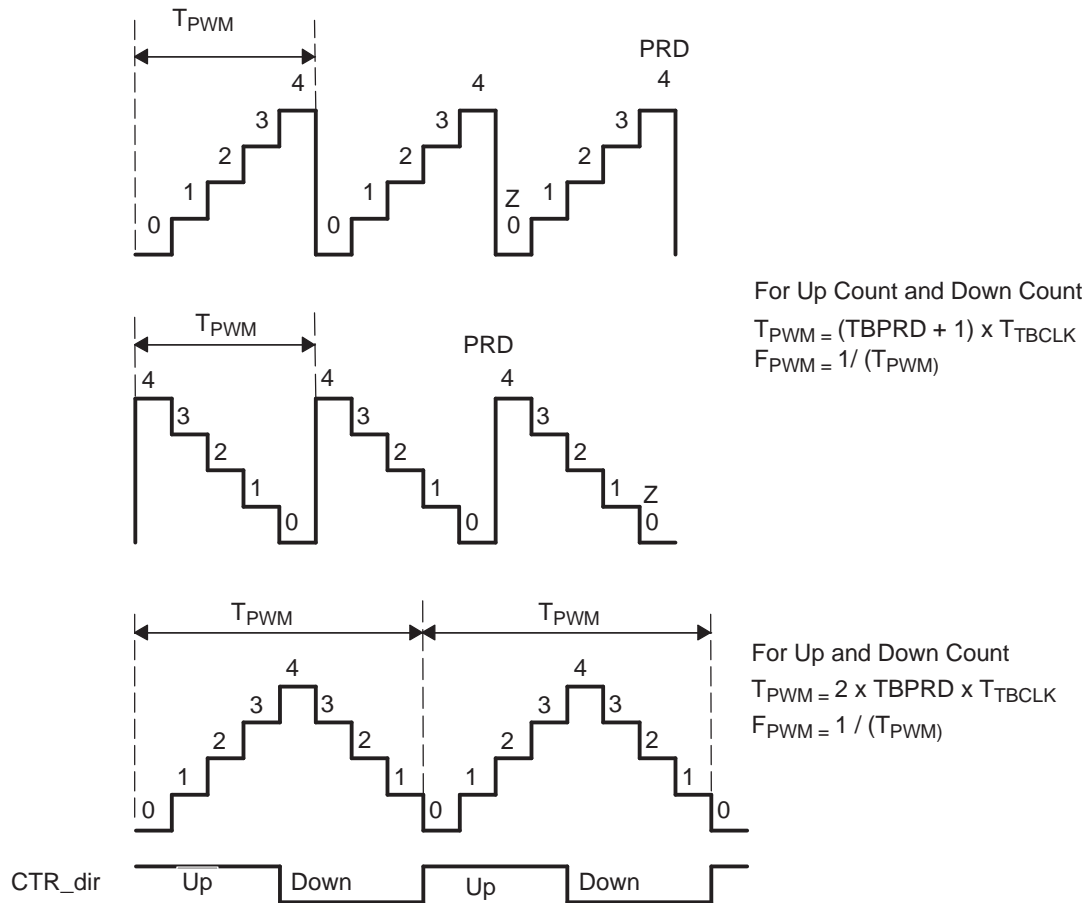 TPWM
PRD
4 4 4
3 3 3
2 2 2
1 1 Z 1
0 0 0
For Up Count and Down Count
TPWM = (TBPRD + 1) x TTBCLK
FPWM = 1/ (TPWM)
TPWM PRD
4 4 4
3 3 3
2 2 2
1 1 1 Z
0 0 0
TPWM TPWM
For Up and Down Count
TPWM = 2 x TBPRD x TTBCLK
FPWM = 1 / (TPWM)
4 4
3 3 3 3
2 2 2 2
1 1 1 1
0 0 0
CTR_dir Up Down Up Down